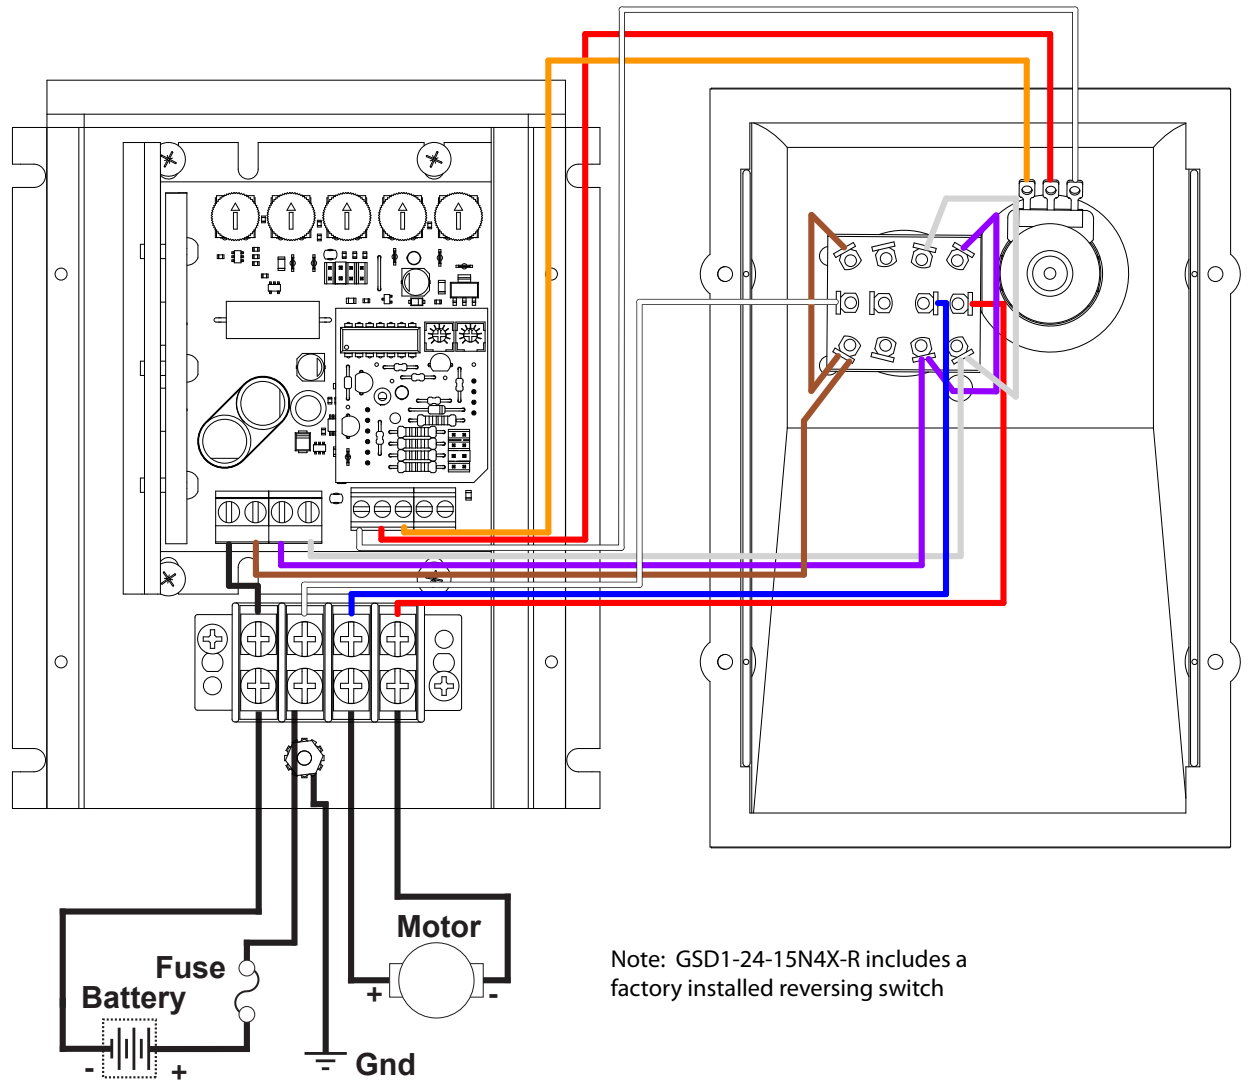 Motor
+
-
Fuse
Battery
-
+
Gnd
Note:  GSD1-24-15N4X-R includes a
factory installed reversing switch